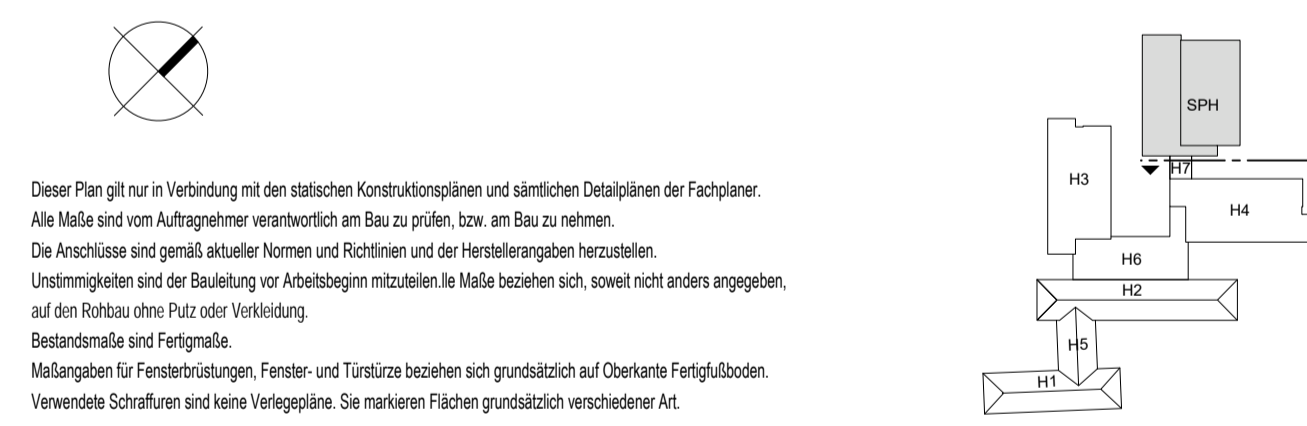 Dieser Plan gilt nur in Verbindung mit den statischen Konstruktionsplänen und sämtlichen Detailplänen der Fachplaner.
Alle Maße sind vom Auftragnehmer verantwortlich am Bau zu prüfen, bzw. am Bau zu nehmen.
Die Anschlüsse sind gemäß aktueller Normen und Richtlinien und der Herstellerangaben herzustellen.
Unstimmigkeiten sind der Bauleitung vor Arbeitsbeginn mitzuteilen.lle Maße beziehen sich, soweit nicht anders angegeben,
auf den Rohbau ohne Putz oder Verkleidung.
Bestandsmaße sind Fertigmaße.
Maßangaben für Fensterbrüstungen, Fenster- und Türstürze beziehen sich grundsätzlich auf Oberkante Fertigfußboden.
Verwendete Schraffuren sind keine Verlegepläne. Sie markieren Flächen grundsätzlich verschiedener Art.
SPH
H7
H3
H4
H6
H2
H5
H1